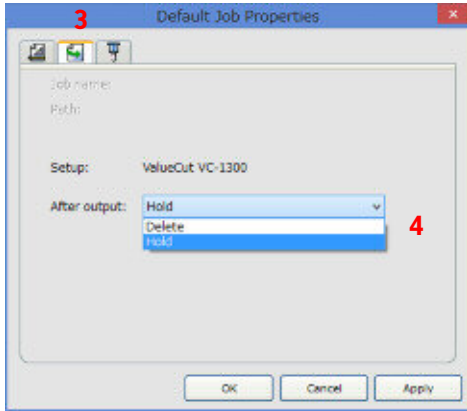 3
Default Job Properties
Job name:
Path:
Setup: ValueCut VC-1300
After output: Hold
Delete
Hold
4
OK Cancel Apply